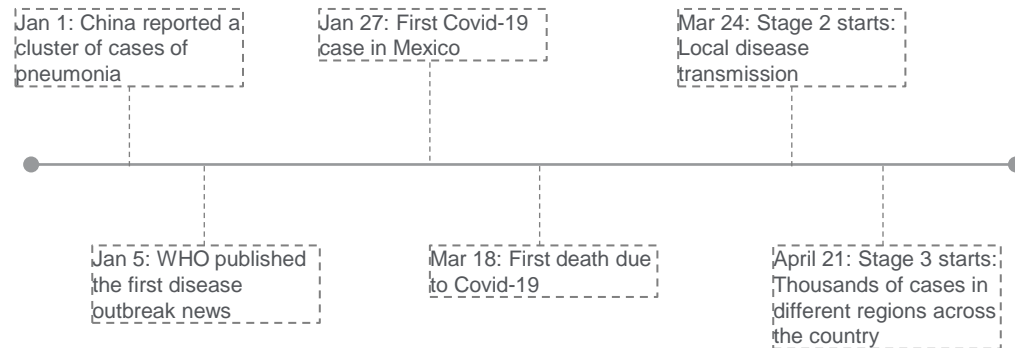 Jan 1: China reported a
cluster of cases of
pneumonia
Jan 27: First Covid-19
case in Mexico
Mar 24: Stage 2 starts:
Local disease
transmission
Jan 5: WHO published
the first disease
outbreak news
Mar 18: First death due
to Covid-19
April 21: Stage 3 starts:
Thousands of cases in
different regions across
the country